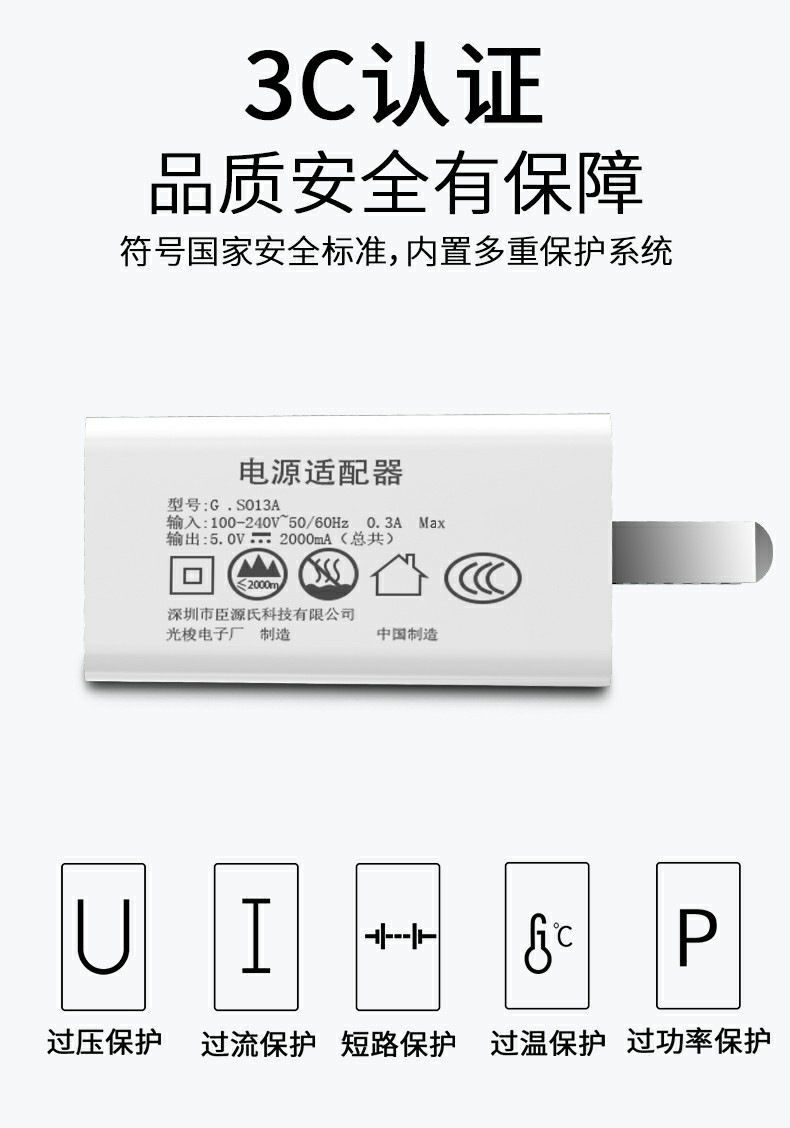 3C认证
品质安全有保障
符号国家安全标准，内置多重保护系统
电源适配器
型号:G .S013A
输入:100-240V~50/60Hz 0.3A Max
输出:5.0V ⎓ 2000mA（总共）
≤2000m
CCC
深圳市臣源氏科技有限公司
光梭电子厂 制造 中国制造
U I ℃ P
过压保护 过流保护 短路保护 过温保护 过功率保护